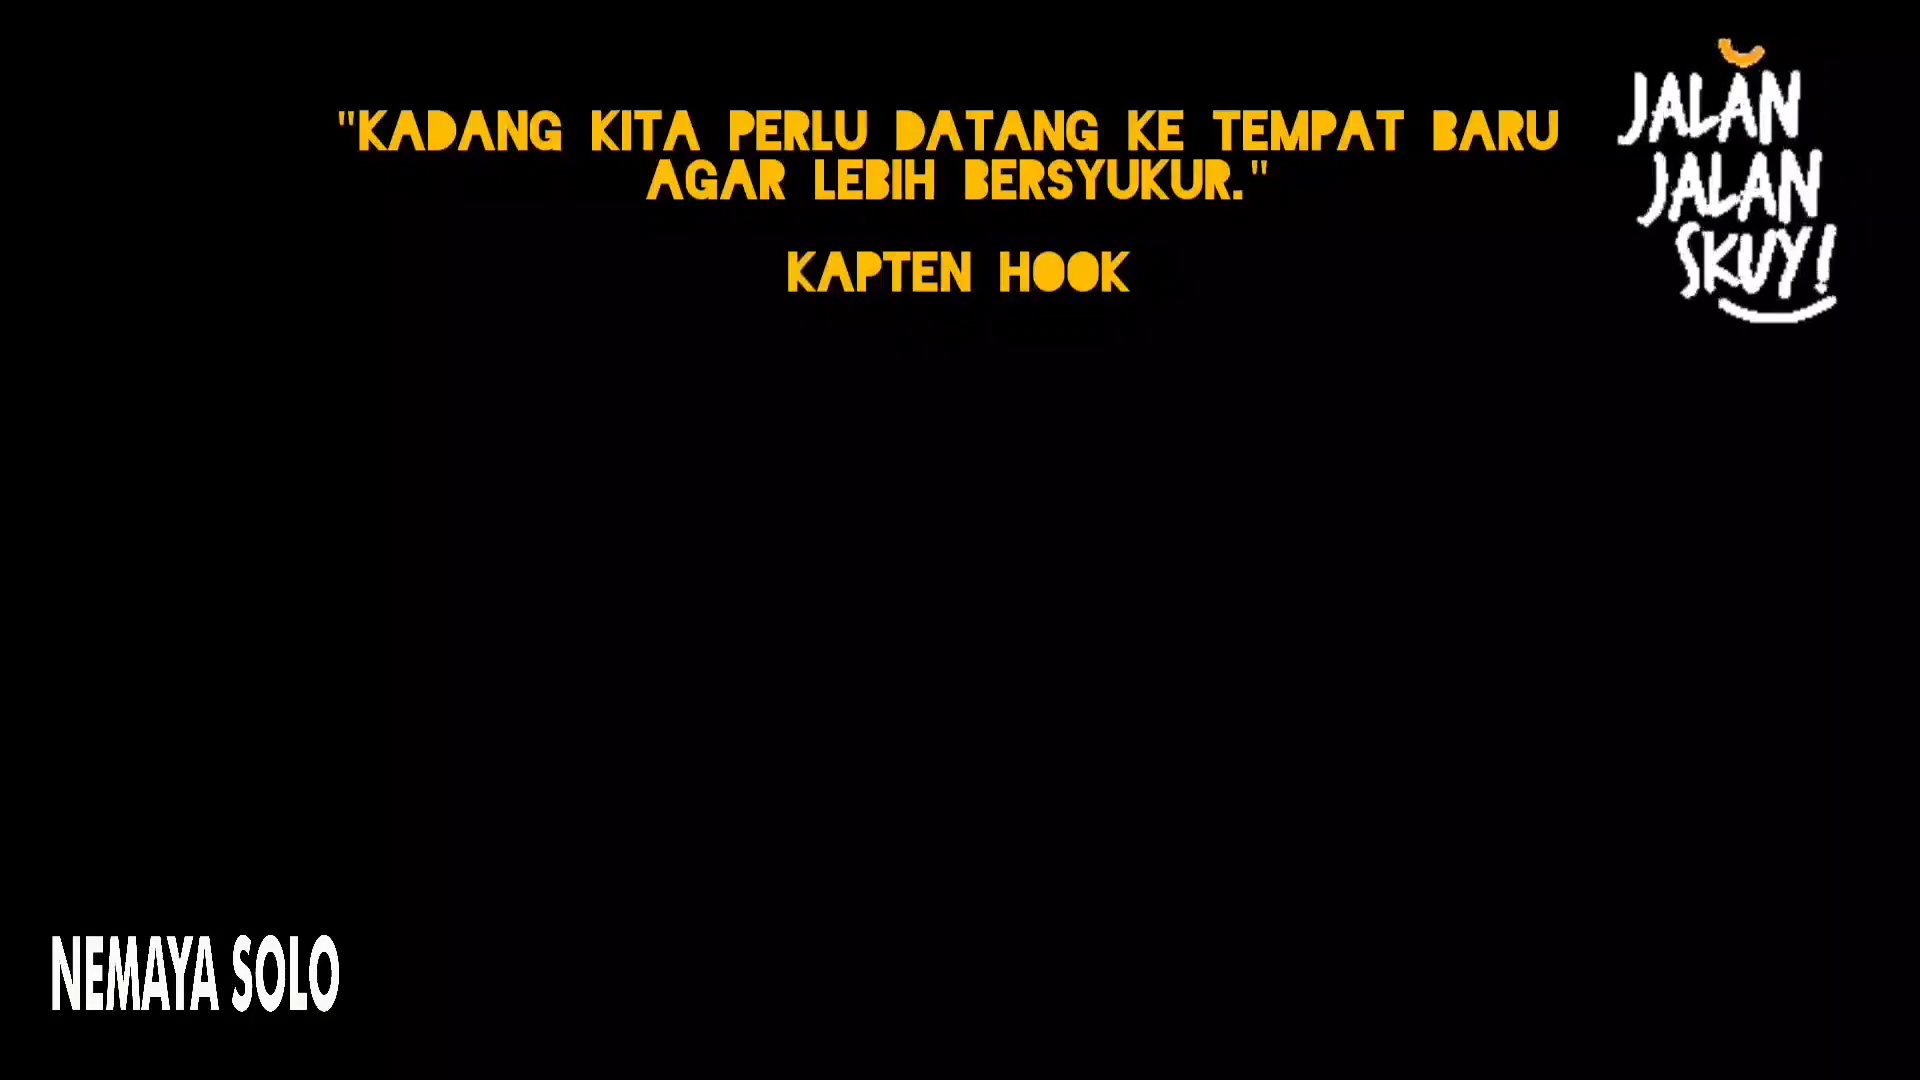 "KADANG KITA PERLU DATANG KE TEMPAT BARU
AGAR LEBIH BERSYUKUR."
KAPTEN HOOK
JALAN
JALAN
SKUY!
NEMAYA SOLO